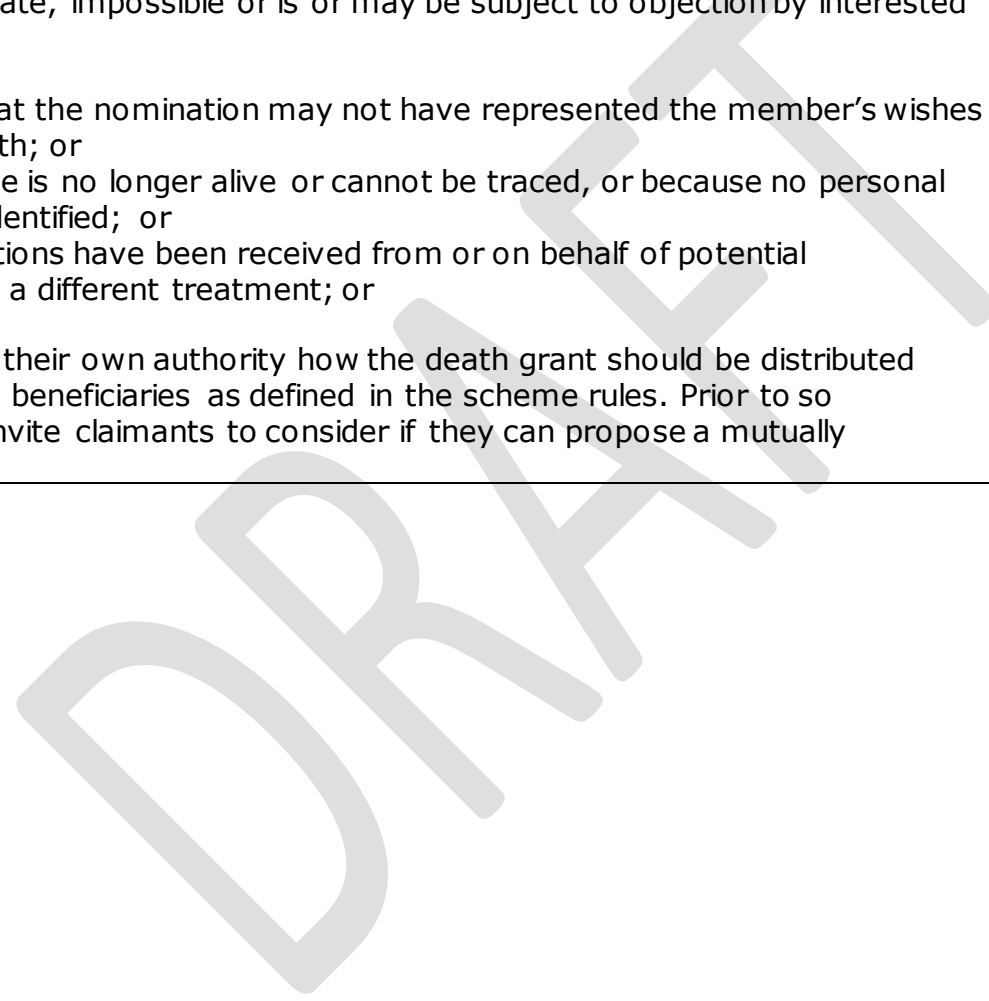 ate, impossible or is or may be subject to objection by interested
at the nomination may not have represented the member’s wishes
th; or
e is no longer alive or cannot be traced, or because no personal
dentified; or
tions have been received from or on behalf of potential
a different treatment; or
their own authority how the death grant should be distributed
beneficiaries as defined in the scheme rules. Prior to so
nvite claimants to consider if they can propose a mutually
DRAFT